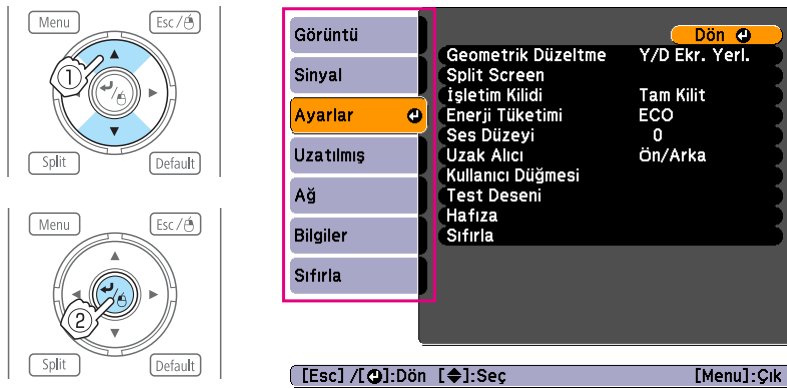 Menu Esc /
1
Split Default
Menu Esc /
2
Split Default
Görüntü
Sinyal
Ayarlar
Uzatılmış
Ağ
Bilgiler
Sıfırla
Dön
Geometrik Düzeltme Y/D Ekr. Yerl.
Split Screen
İşletim Kilidi Tam Kilit
Enerji Tüketimi ECO
Ses Düzeyi 0
Uzak Alıcı Ön/Arka
Kullanıcı Düğmesi
Test Deseni
Hafıza
Sıfırla
[Esc] /[ ]:Dön [ ]:Seç [Menu]:Çık